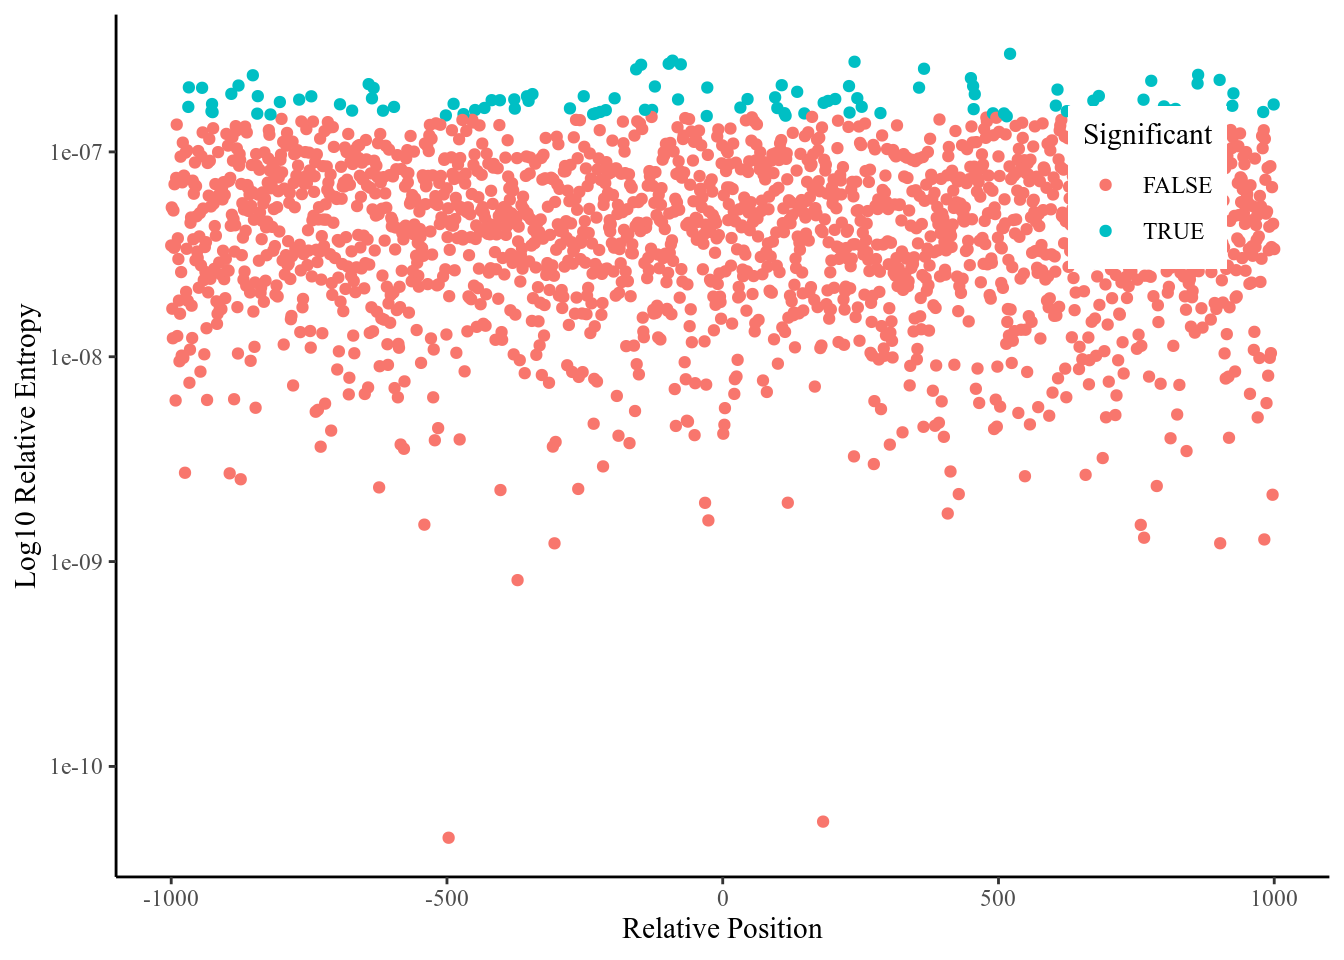 Log10 Relative Entropy
1e-07
1e-08
1e-09
1e-10
Significant
FALSE
TRUE
-1000
-500
0
500
1000
Relative Position